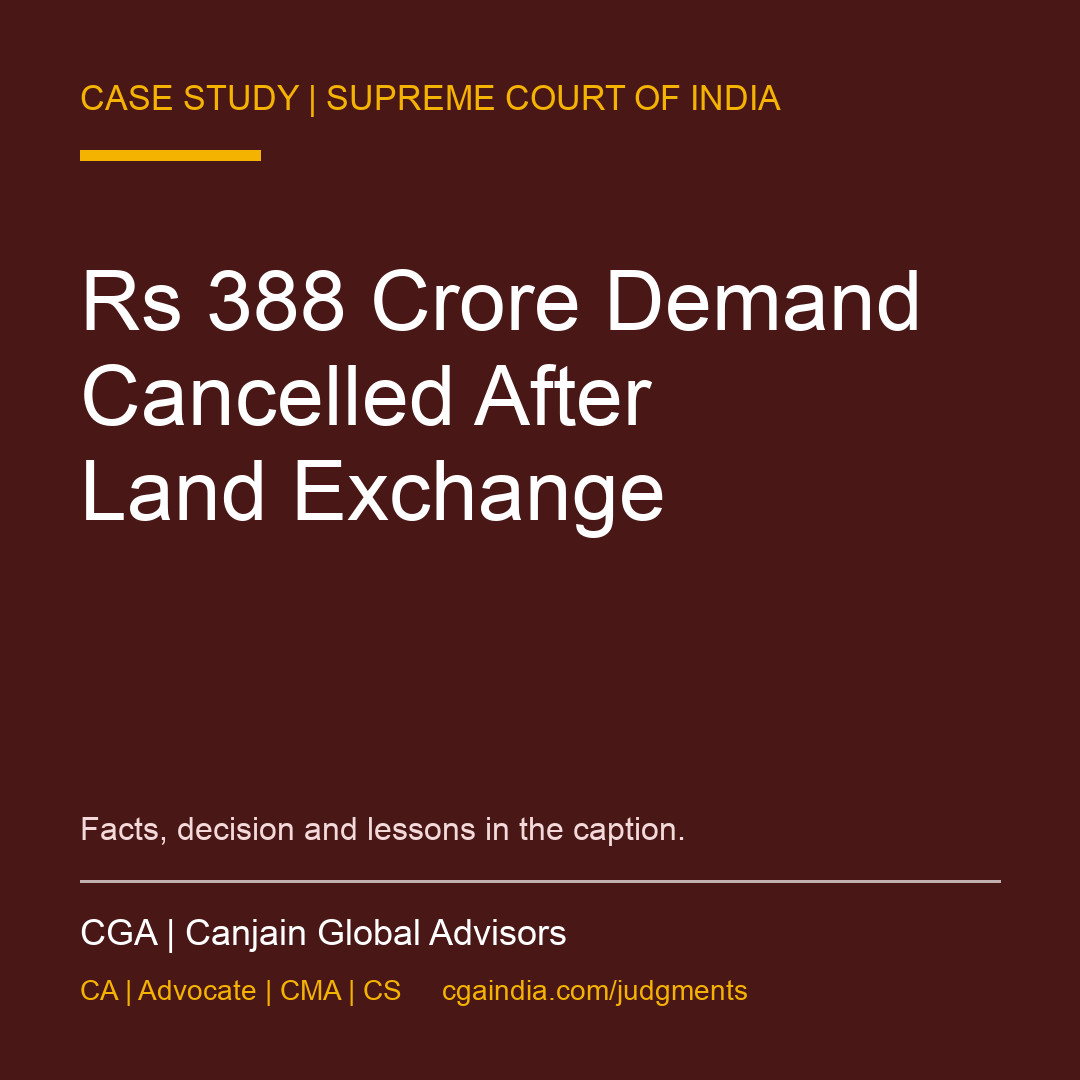 CASE STUDY | SUPREME COURT OF INDIA
Rs 388 Crore Demand
Cancelled After
Land Exchange
Facts, decision and lessons in the caption.
CGA | Canjain Global Advisors
CA | Advocate | CMA | CS cgaindia.com/judgments